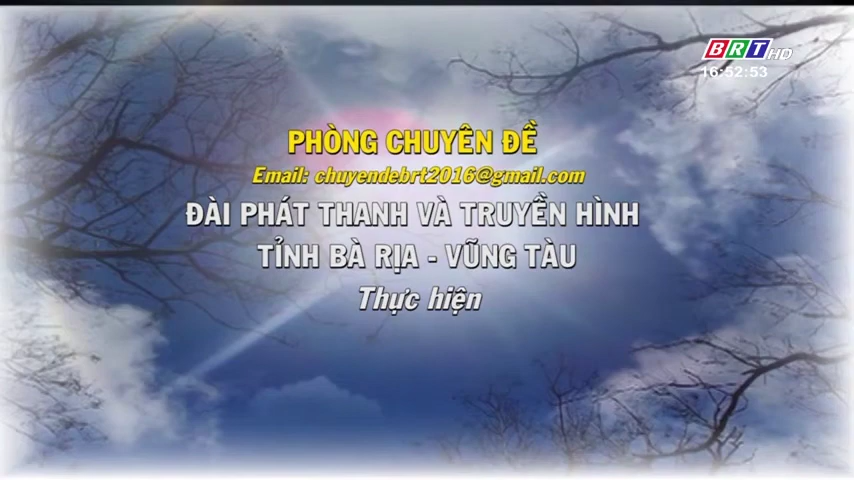 BRT HD
16:52:53
PHÒNG CHUYÊN ĐỀ
Email: chuyendebrt2016@gmail.com
ĐÀI PHÁT THANH VÀ TRUYỀN HÌNH
TỈNH BÀ RỊA - VŨNG TÀU
Thực hiện